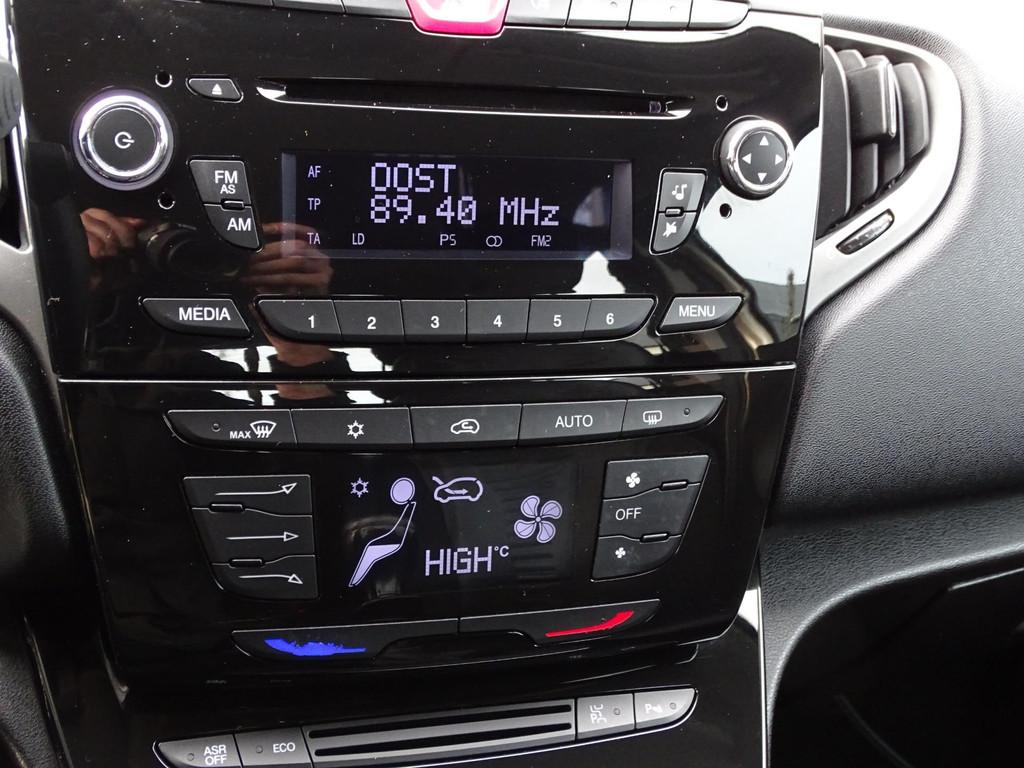 FM
AS
AM
AF
OOST
TP
89.40 MHz
TA LD PS FM2
MEDIA
1 2 3 4 5 6
MENU
MAX
AUTO
OFF
HIGH°C
ASR
OFF
ECO